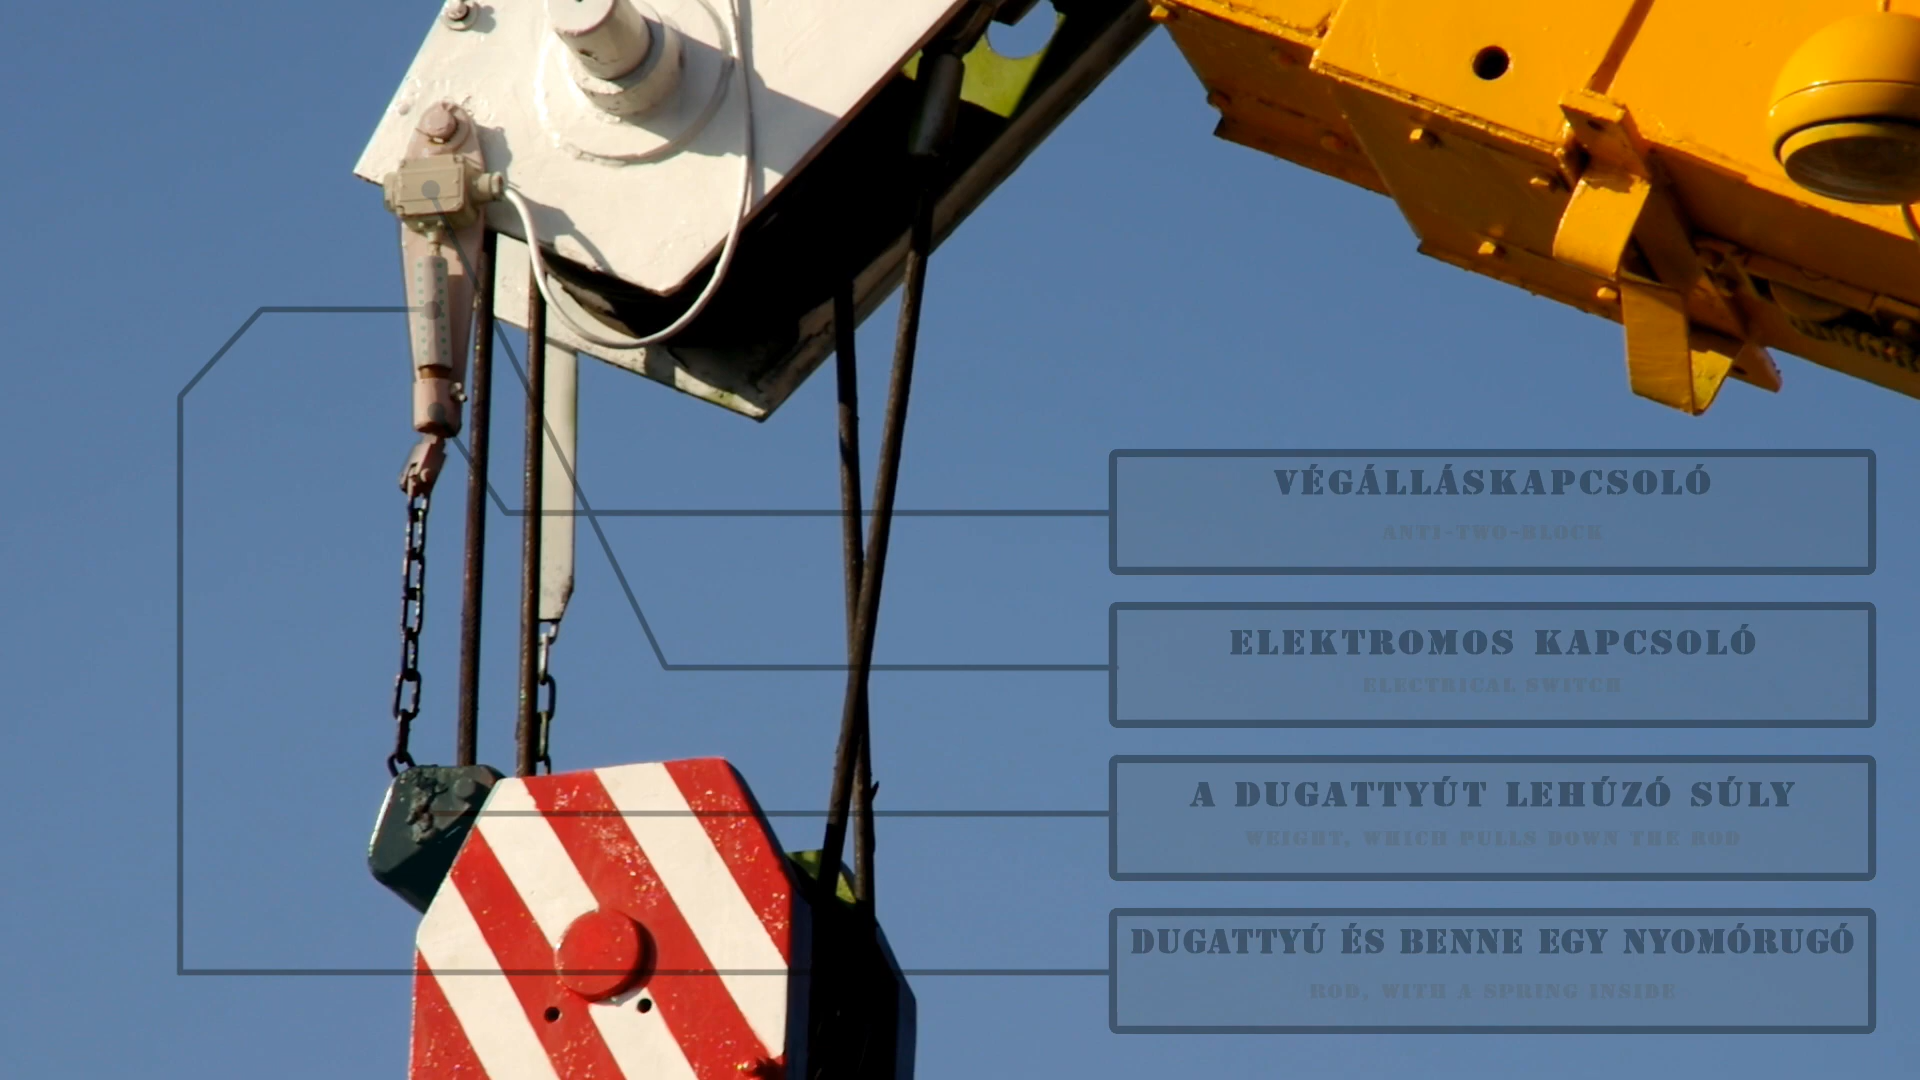 VÉGÁLLÁSKAPCSOLÓ
ANTI-TWO-BLOCK
ELEKTROMOS KAPCSOLÓ
ELECTRICAL SWITCH
A DUGATTYÚT LEHÚZÓ SÚLY
WEIGHT, WHICH PULLS DOWN THE ROD
DUGATTYÚ ÉS BENNE EGY NYOMÓRUGÓ
ROD, WITH A SPRING INSIDE